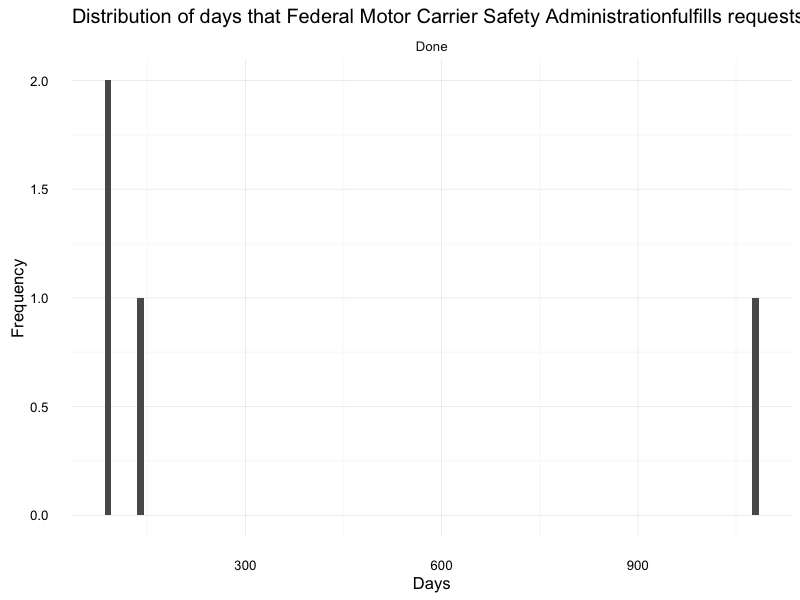 Distribution of days that Federal Motor Carrier Safety Administrationfulfills requests
Done
2.0
1.5
1.0
0.5
0.0
Frequency
300 600 900
Days